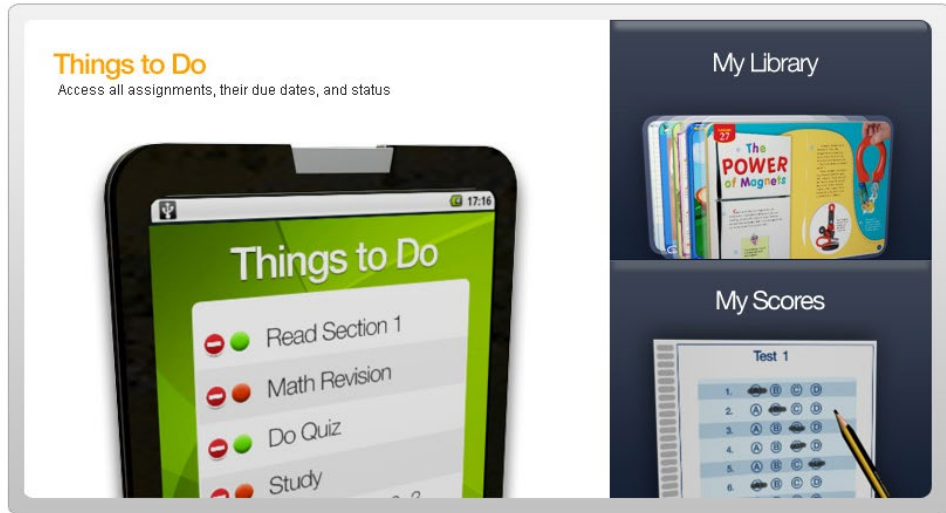 Things to Do
Access all assignments, their due dates, and status
17:16
Things to Do
Read Section 1
Math Revision
Do Quiz
Study
My Library
27
The
POWER
of Magnets
My Scores
Test 1
1. B C D
2. A C D
3. A B D
4. A B D
5. A B C
6. B C D